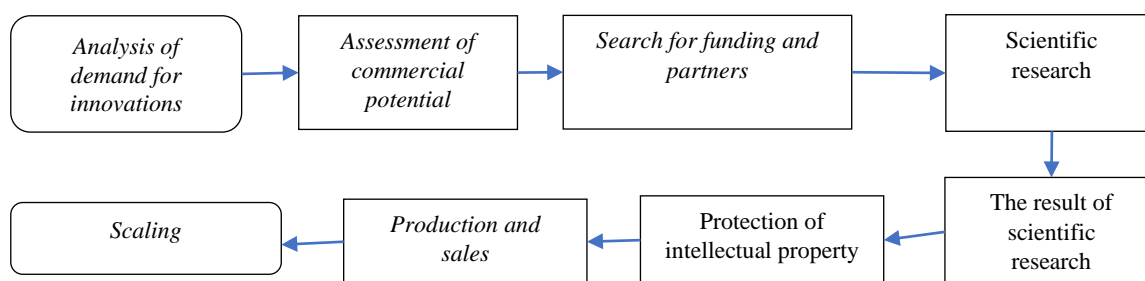 Analysis of
demand for
innovations
Assessment of
commercial
potential
Search for funding and
partners
Scientific
research
The result of
scientific
research
Protection of
intellectual property
Production and
sales
Scaling